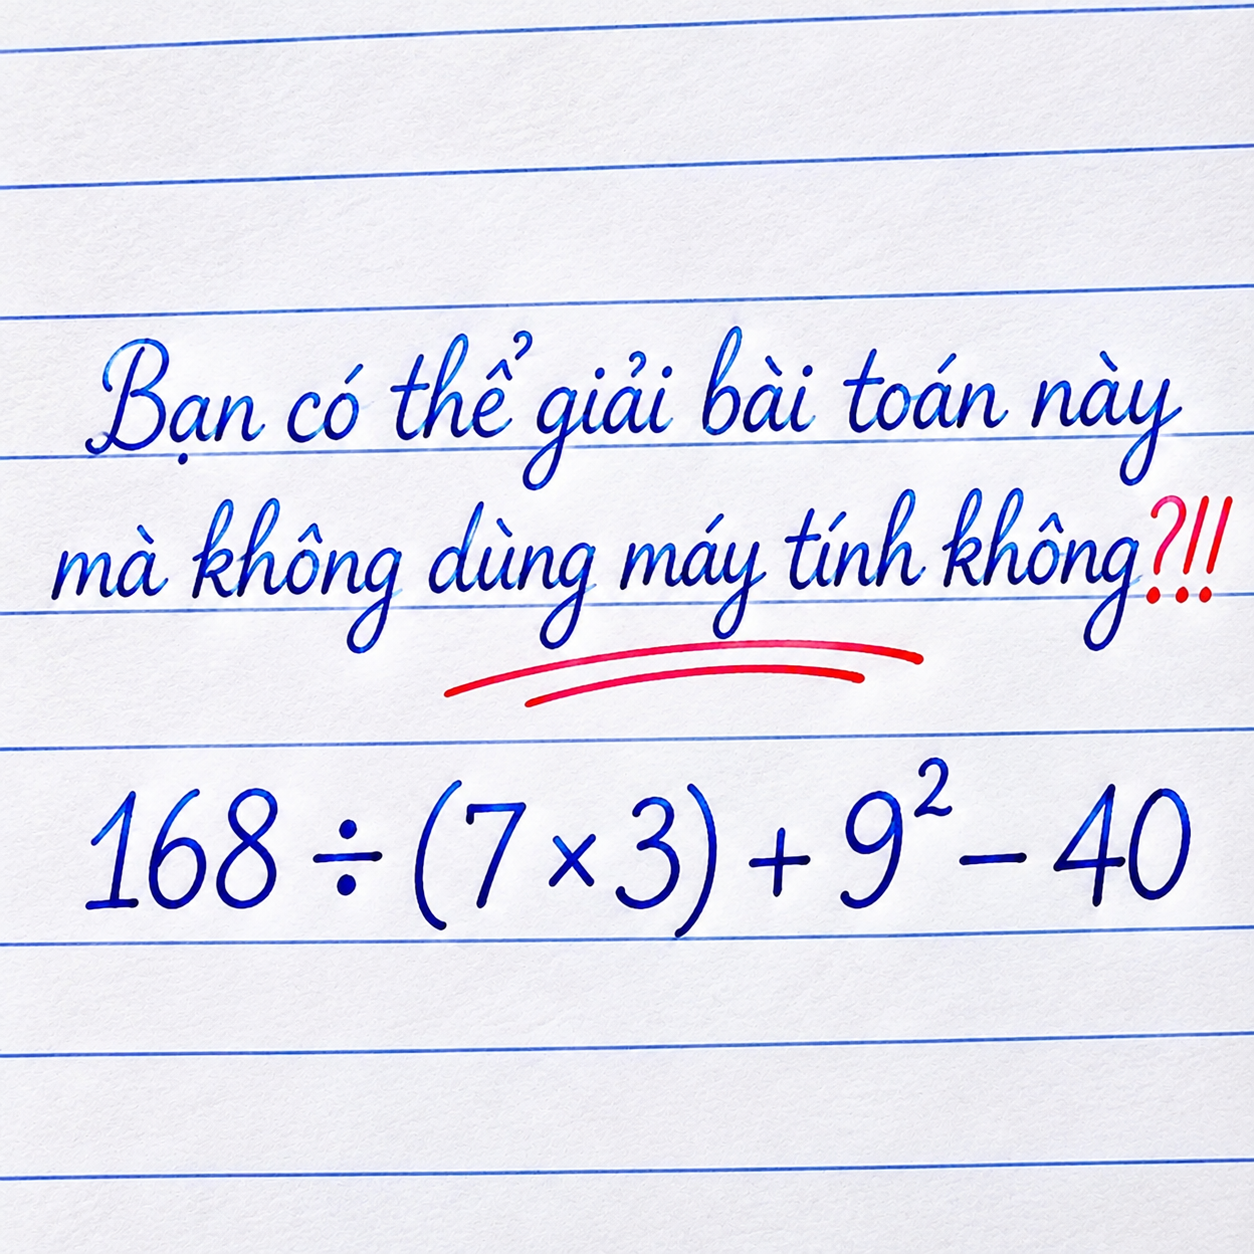 Bạn có thể giải bài toán này
mà không dùng máy tính không?!!
168 ÷ (7 × 3) + 9² − 40